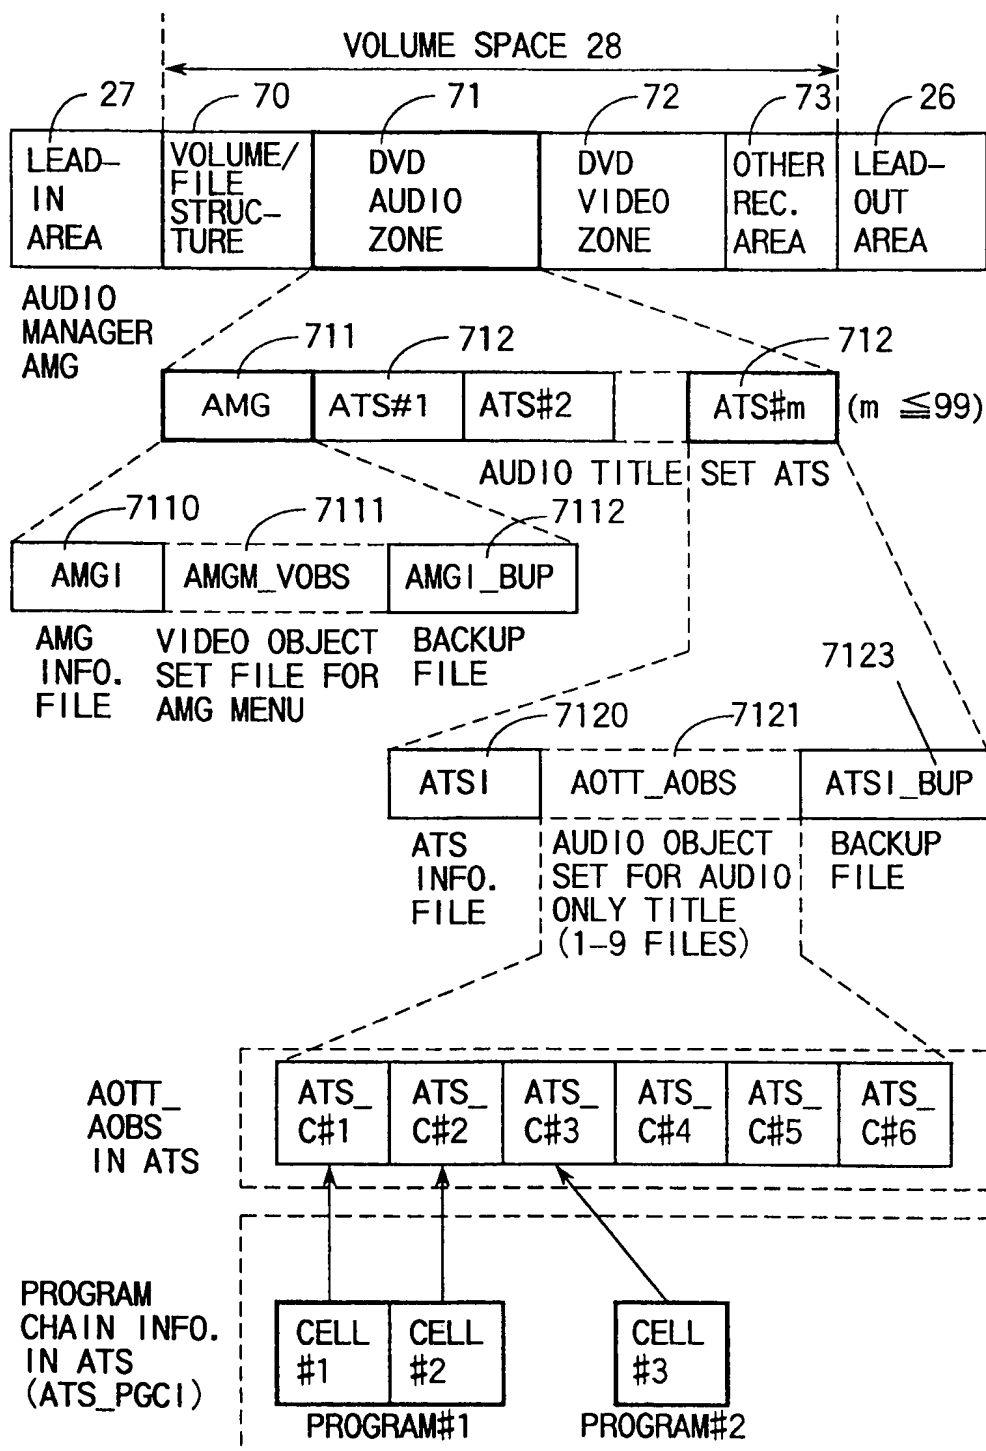 VOLUME SPACE 28
27
70
71
72
73
26
LEAD-
IN
AREA
VOLUME/
FILE
STRUC-
TURE
DVD
AUDIO
ZONE
DVD
VIDEO
ZONE
OTHER
REC.
AREA
LEAD-
OUT
AREA
AUDIO
MANAGER
AMG
711
712
712
AMG
ATS#1
ATS#2
ATS#m
(m ≦99)
AUDIO TITLE SET ATS
7110
7111
7112
AMGI
AMGM_VOBS
AMGI_BUP
AMG
INFO.
FILE
VIDEO OBJECT
SET FILE FOR
AMG MENU
BACKUP
FILE
7120
7121
7123
ATSI
AOTT_AOBS
ATSI_BUP
ATS
INFO.
FILE
AUDIO OBJECT
SET FOR AUDIO
ONLY TITLE
(1-9 FILES)
BACKUP
FILE
AOTT_
AOBS
IN ATS
ATS_
C#1
ATS_
C#2
ATS_
C#3
ATS_
C#4
ATS_
C#5
ATS_
C#6
PROGRAM
CHAIN INFO.
IN ATS
(ATS_PGCI)
CELL
#1
CELL
#2
CELL
#3
PROGRAM#1
PROGRAM#2